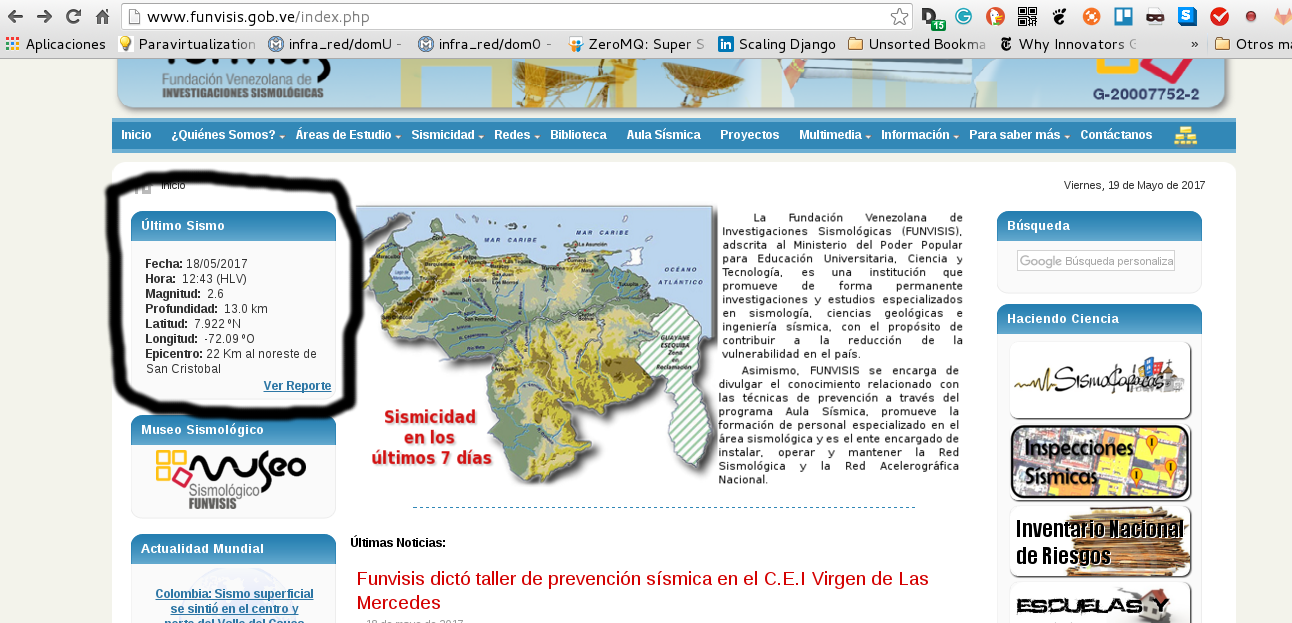 www.funvisis.gob.ve/index.php
15
Aplicaciones Paravirtualization infra_red/domU - infra_red/dom0 - ZeroMQ: Super S Scaling Django Unsorted Bookma Why Innovators G » Otros ma
Fundación Venezolana de
INVESTIGACIONES SISMOLÓGICAS
G-20007752-2
Inicio ¿Quiénes Somos? Áreas de Estudio Sismicidad Redes Biblioteca Aula Sísmica Proyectos Multimedia Información Para saber más Contáctanos
Inicio
Viernes, 19 de Mayo de 2017
Último Sismo
Fecha: 18/05/2017
Hora: 12:43 (HLV)
Magnitud: 2.6
Profundidad: 13.0 km
Latitud: 7.922 ºN
Longitud: -72.09 ºO
Epicentro: 22 Km al noreste de
San Cristobal
Ver Reporte
Museo Sismológico
Museo
Sismológico
FUNVISIS
Actualidad Mundial
Colombia: Sismo superficial
se sintió en el centro y
norte del Valle del Cauca
MAR CARIBE
MAR CARIBE
OCÉANO
ATLÁNTICO
GUAYANA
ESEQUIBA
Zona
en
Reclamación
Sismicidad
en los
últimos 7 días
La Fundación Venezolana de
Investigaciones Sismológicas (FUNVISIS),
adscrita al Ministerio del Poder Popular
para Educación Universitaria, Ciencia y
Tecnología, es una institución que
promueve de forma permanente
investigaciones y estudios especializados
en sismología, ciencias geológicas e
ingeniería sísmica, con el propósito de
contribuir a la reducción de la
vulnerabilidad en el país.
Asimismo, FUNVISIS se encarga de
divulgar el conocimiento relacionado con
las técnicas de prevención a través del
programa Aula Sísmica, promueve la
formación de personal especializado en el
área sismológica y es el ente encargado de
instalar, operar y mantener la Red
Sismológica y la Red Acelerográfica
Nacional.
Últimas Noticias:
Funvisis dictó taller de prevención sísmica en el C.E.I Virgen de Las
Mercedes
18 de mayo de 2017
Búsqueda
Google Búsqueda personaliza
Haciendo Ciencia
Inspecciones
Sísmicas
Inventario Nacional
de Riesgos
ESCUELAS Y